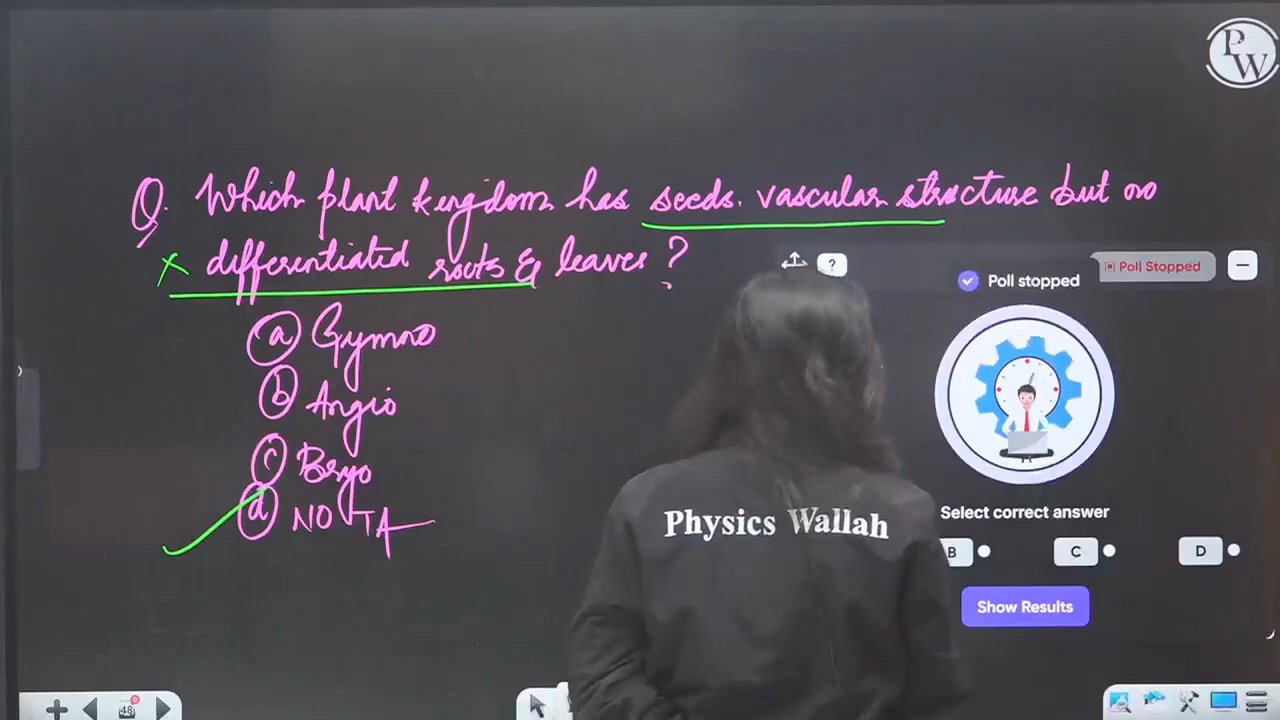 PW
Q. Which plant kingdom has seeds. vascular structure but no
x differentiated roots & leaves ?
(a) Gymno
(b) Angio
(c) Bryo
(d) NOTA
?
Poll Stopped
Poll stopped
Physics Wallah
Select correct answer
B
C
D
Show Results
48